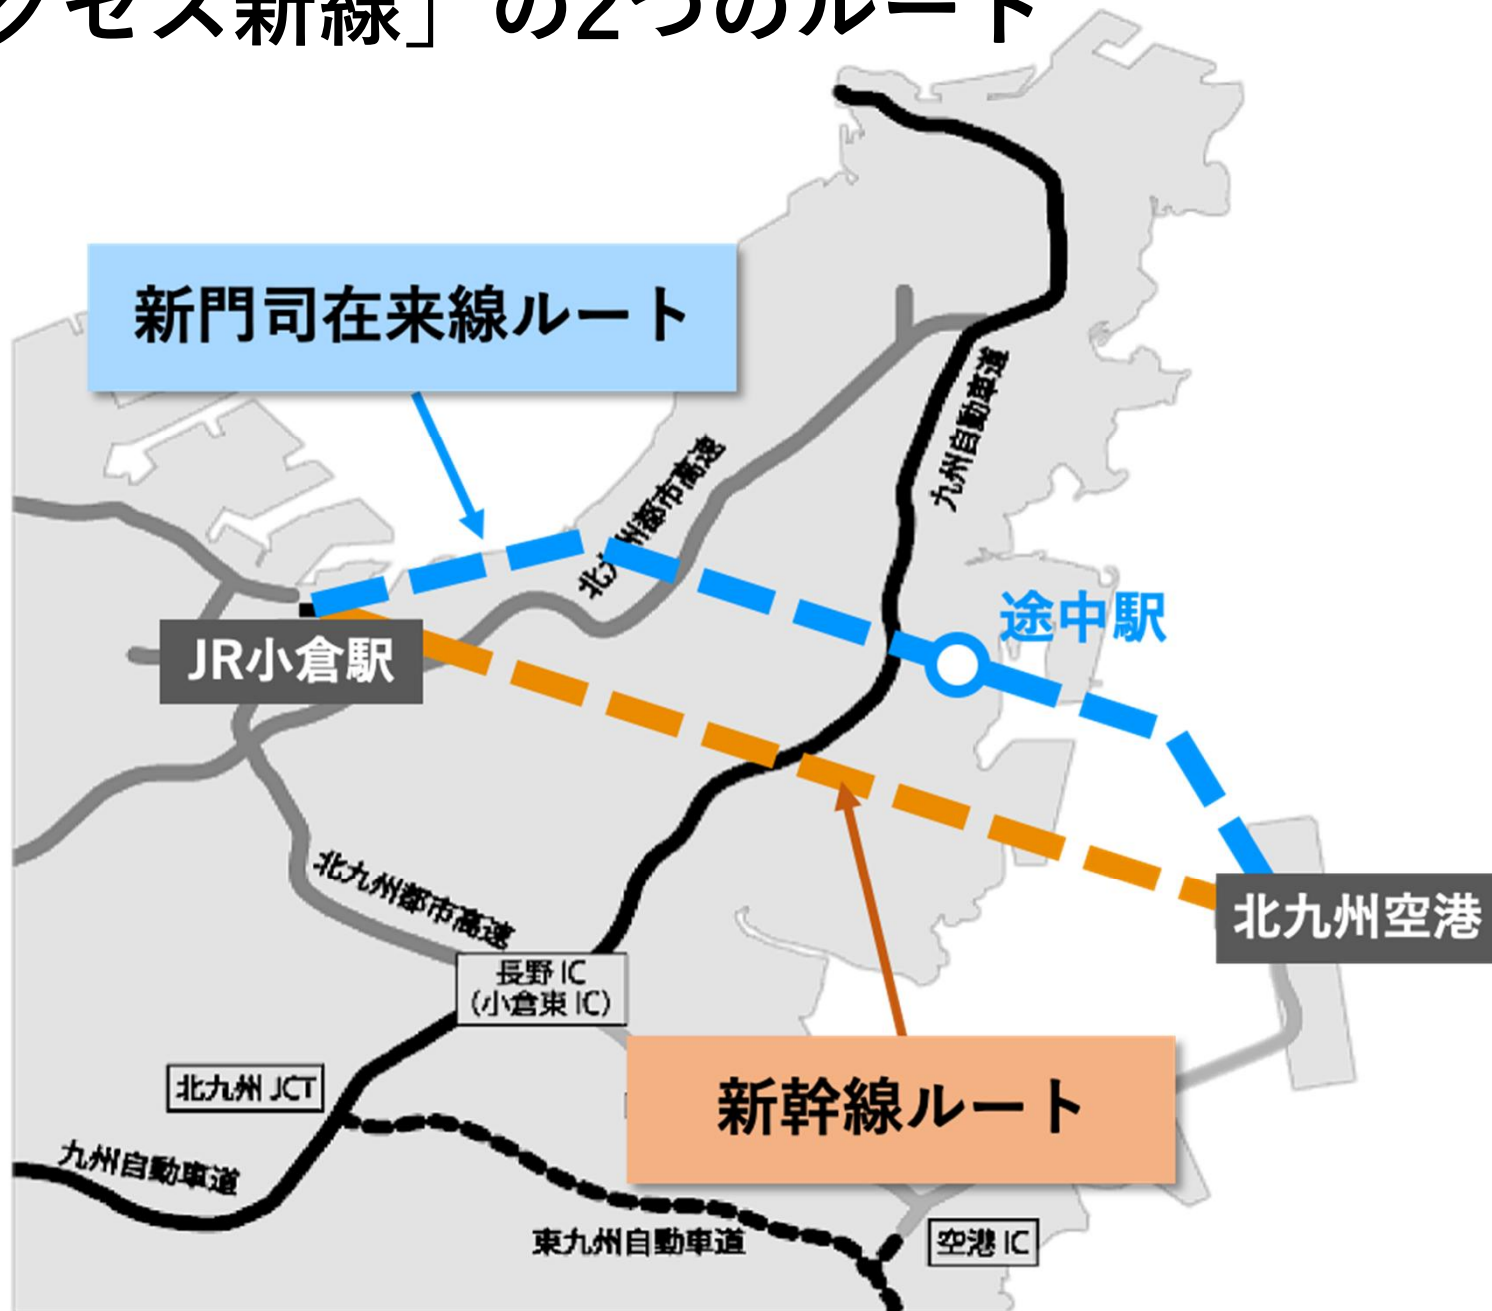 クセス新線」の2つのルート
新門司在来線ルート
九州自動車道
北九州都市高速
途中駅
JR小倉駅
北九州都市高速
北九州空港
長野 IC
(小倉東 IC)
北九州 JCT
新幹線ルート
九州自動車道
東九州自動車道
空港 IC